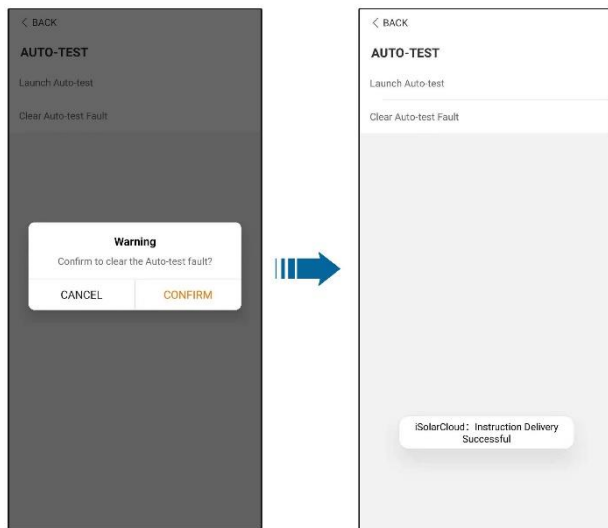 < BACK
AUTO-TEST
Launch Auto-test
Clear Auto-test Fault
Warning
Confirm to clear the Auto-test fault?
CANCEL
CONFIRM
< BACK
AUTO-TEST
Launch Auto-test
Clear Auto-test Fault
iSolarCloud：Instruction Delivery
Successful